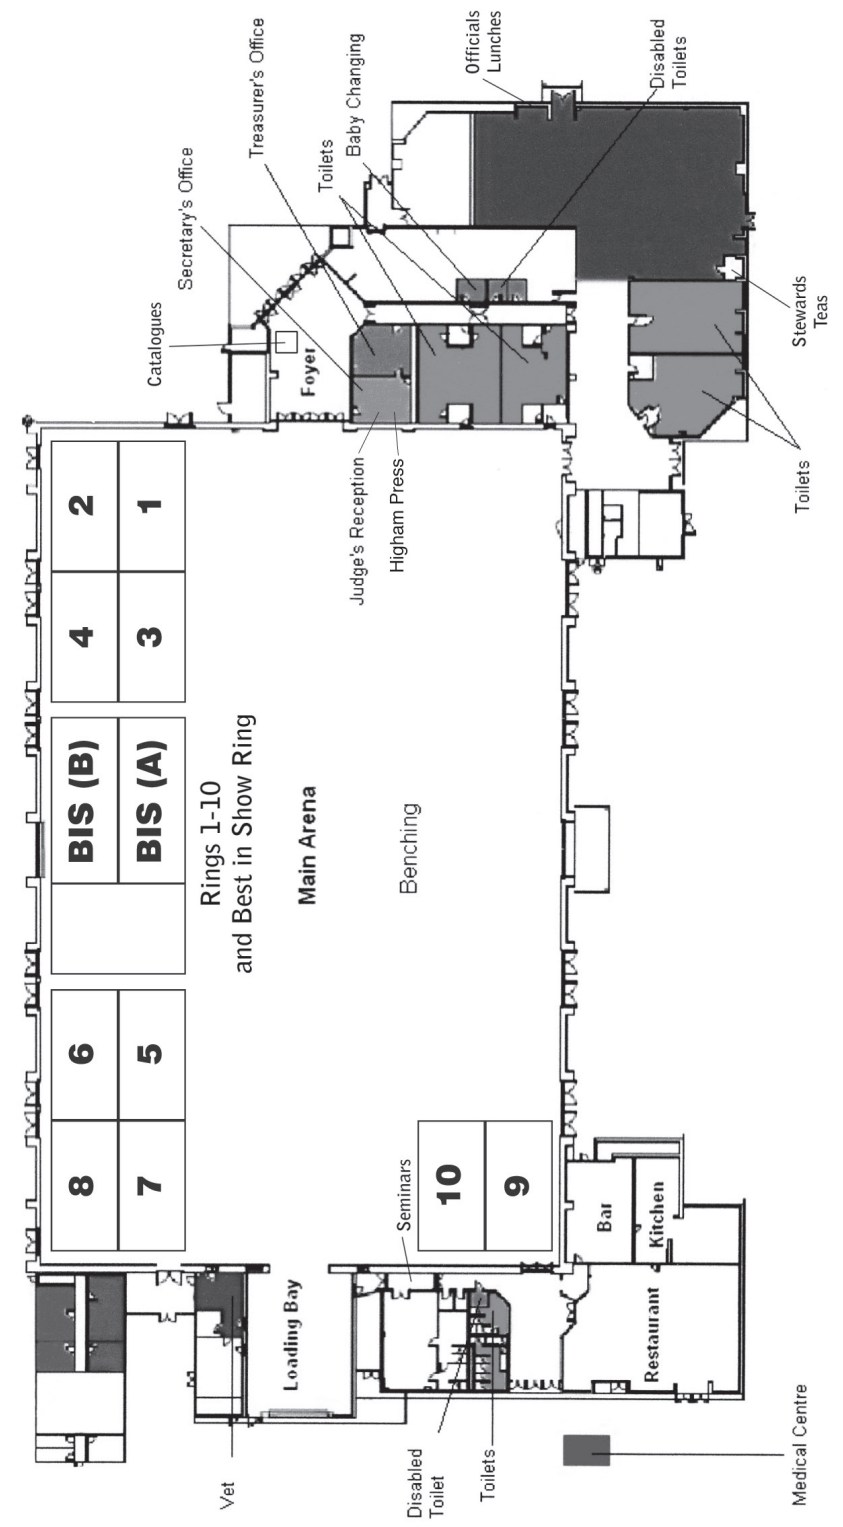 8
6
BIS (B)
4
2
7
5
BIS (A)
3
1
Catalogues
Secretary's Office
Rings 1-10
and Best in Show Ring
Vet
Treasurer's Office
Loading Bay
Main Arena
Foyer
Toilets
Baby Changing
Judge's Reception
Higham Press
Seminars
Benching
Disabled
Toilet
Toilets
10
9
Officials
Lunches
Bar
Kitchen
Restaurant
Disabled
Toilets
Medical Centre
Toilets
Stewards
Teas